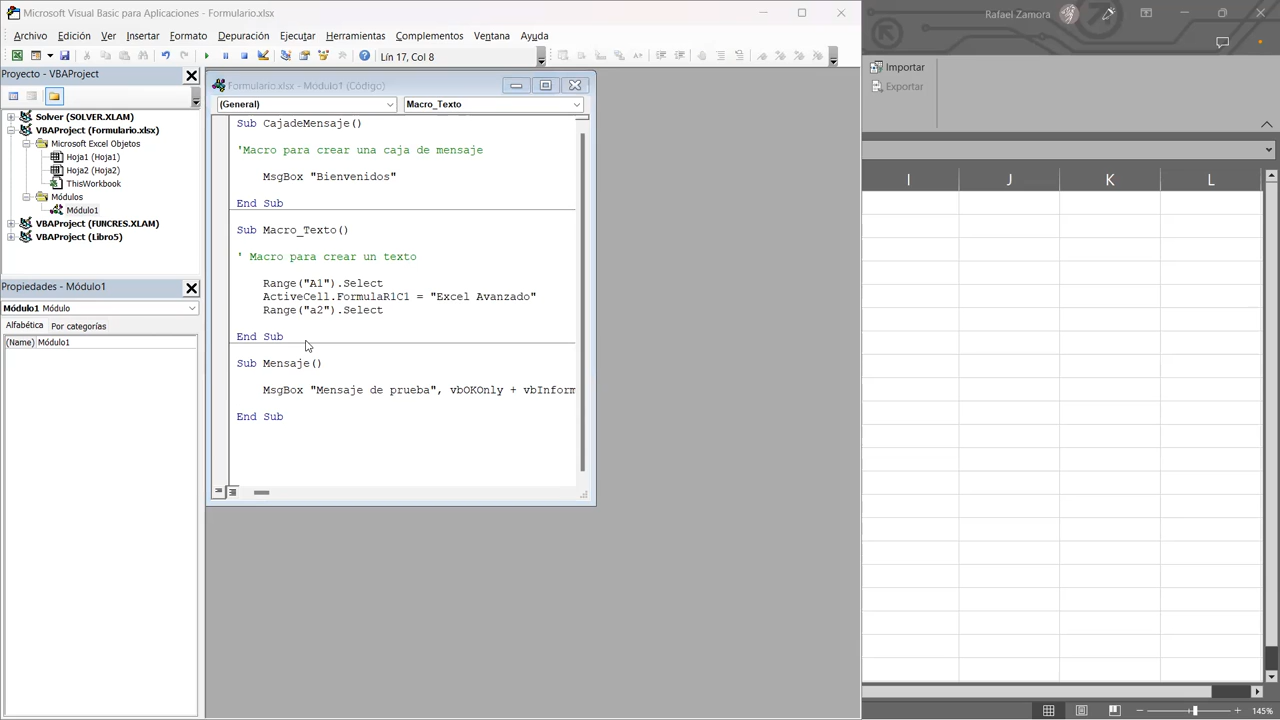 Microsoft Visual Basic para Aplicaciones - Formulario.xlsx
Rafael Zamora
Archivo Edición Ver Insertar Formato Depuración Ejecutar Herramientas Complementos Ventana Ayuda
Lín 17, Col 8
Importar
Exportar
Proyecto - VBAProject
Solver (SOLVER.XLAM)
VBAProject (Formulario.xlsx)
Microsoft Excel Objetos
Hoja1 (Hoja1)
Hoja2 (Hoja2)
ThisWorkbook
Módulos
Módulo1
VBAProject (FUNCRES.XLAM)
VBAProject (Libro5)
Propiedades - Módulo1
Módulo1 Módulo
Alfabética Por categorías
(Name) Módulo1
Formulario.xlsx - Módulo1 (Código)
(General) Macro_Texto
Sub CajadeMensaje()
'Macro para crear una caja de mensaje
MsgBox "Bienvenidos"
End Sub
Sub Macro_Texto()
' Macro para crear un texto
Range("A1").Select
ActiveCell.FormulaR1C1 = "Excel Avanzado"
Range("a2").Select
End Sub
Sub Mensaje()
MsgBox "Mensaje de prueba", vbOKOnly + vbInform
End Sub
I J K L
145%